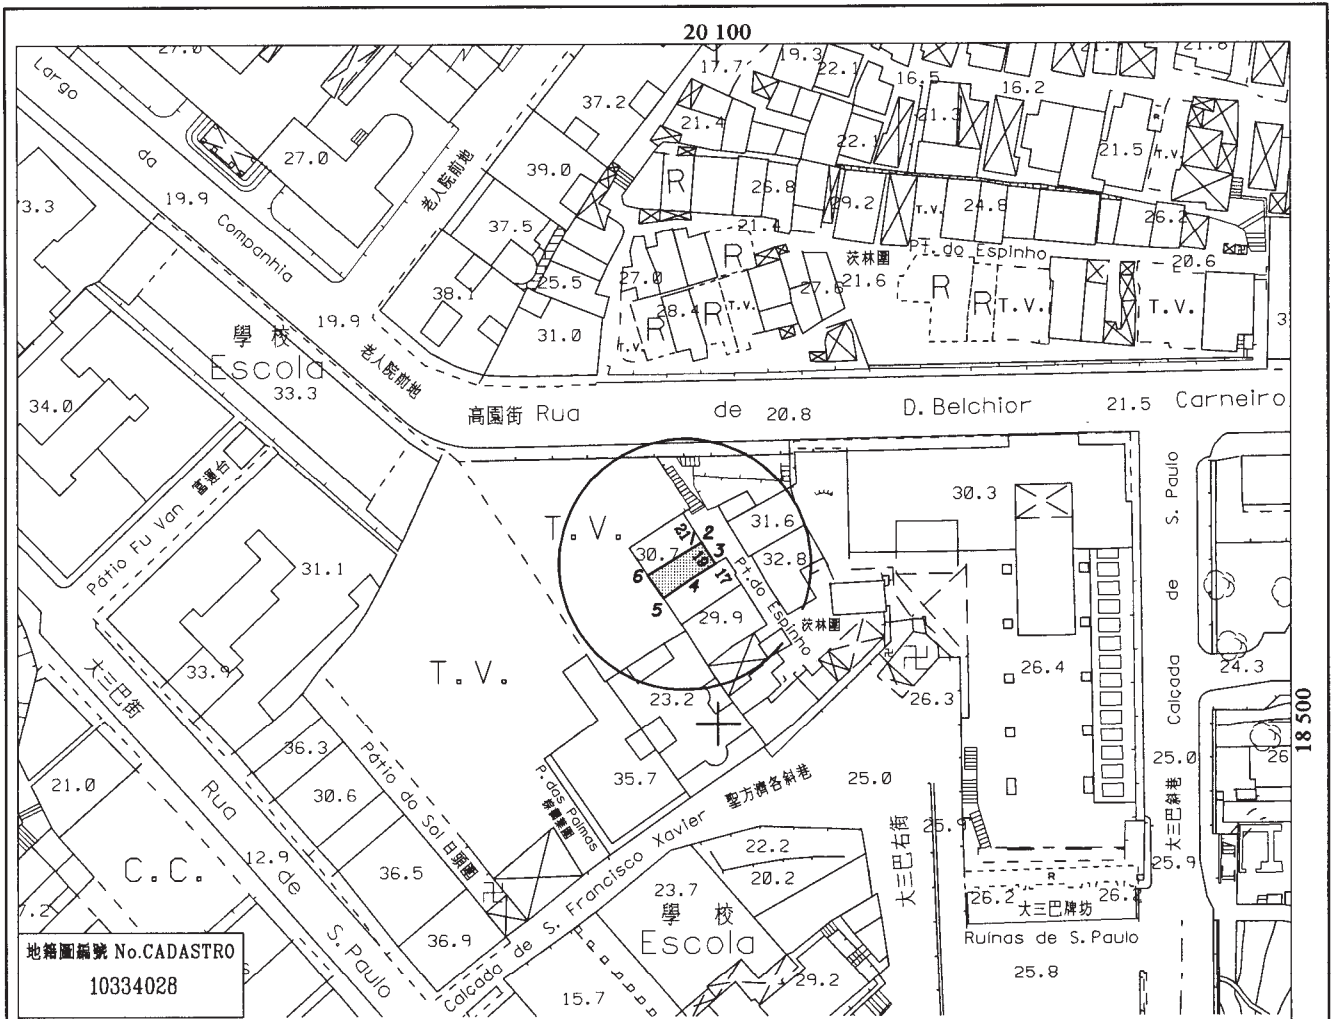 20 100
27.0
17.7
19.3
22.1
16.5
16.2
21.8
Largo
da
Companhia
19.9
27.0
37.2
39.0
37.5
38.1
25.5
31.0
老人院前地
21.4
21.3
22.1
21.5
T.V.
R
R
26.8
29.2
T.V.
24.8
26.2
21.4
茨林圍
Pt. do Espinho
20.6
27.0
R
28.4
R
R
T.V.
T.V.
27.6
21.6
R
R
T.V.
T.V.
73.3
19.9
老人院前地
學校
Escola
33.3
34.0
高園街 Rua de 20.8 D. Belchior 21.5 Carneiro
Pátio Fu Van
31.1
33.9
T.V.
T.V.
30.7
21
2
3
19
17
4
5
6
31.6
32.8
Pt. do Espinho
茨林圍
29.9
23.2
30.3
26.4
26.3
S. Paulo
de
Calçada
24.3
25.0
大三巴斜巷
25.9
26
18 500
大三巴街
Rua
de
S. Paulo
12.9
21.0
C.C.
7.2
36.3
30.6
36.5
36.9
Pátio do Sol 日頭圍
35.7
P. das Palmas
Calçada de S. Francisco Xavier 聖方濟各斜巷
25.0
大三巴右街
25.9
22.2
20.2
23.7
學校
Escola
29.2
15.7
R
26.2
大三巴牌坊
Ruínas de S. Paulo
25.8
地籍圖編號 No.CADASTRO
10334028